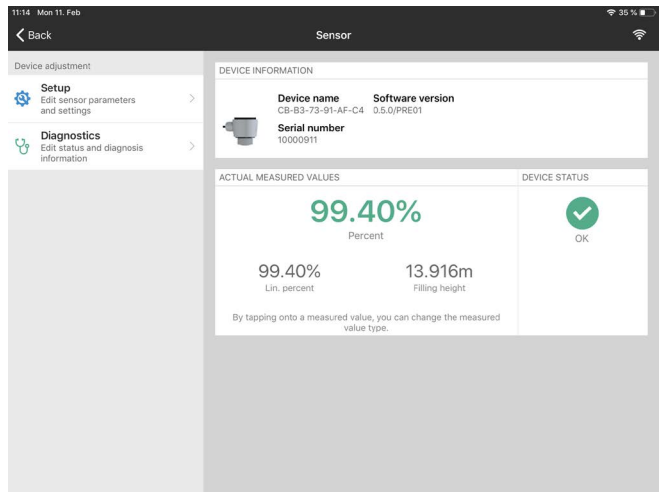 11:14 Mon 11. Feb
35 %
Back
Sensor
Device adjustment
Setup
Edit sensor parameters
and settings
Diagnostics
Edit status and diagnosis
information
DEVICE INFORMATION
Device name
CB-B3-73-91-AF-C4
Software version
0.5.0/PRE01
Serial number
10000911
ACTUAL MEASURED VALUES
99.40%
Percent
99.40%
Lin. percent
13.916m
Filling height
By tapping onto a measured value, you can change the measured
value type.
DEVICE STATUS
OK